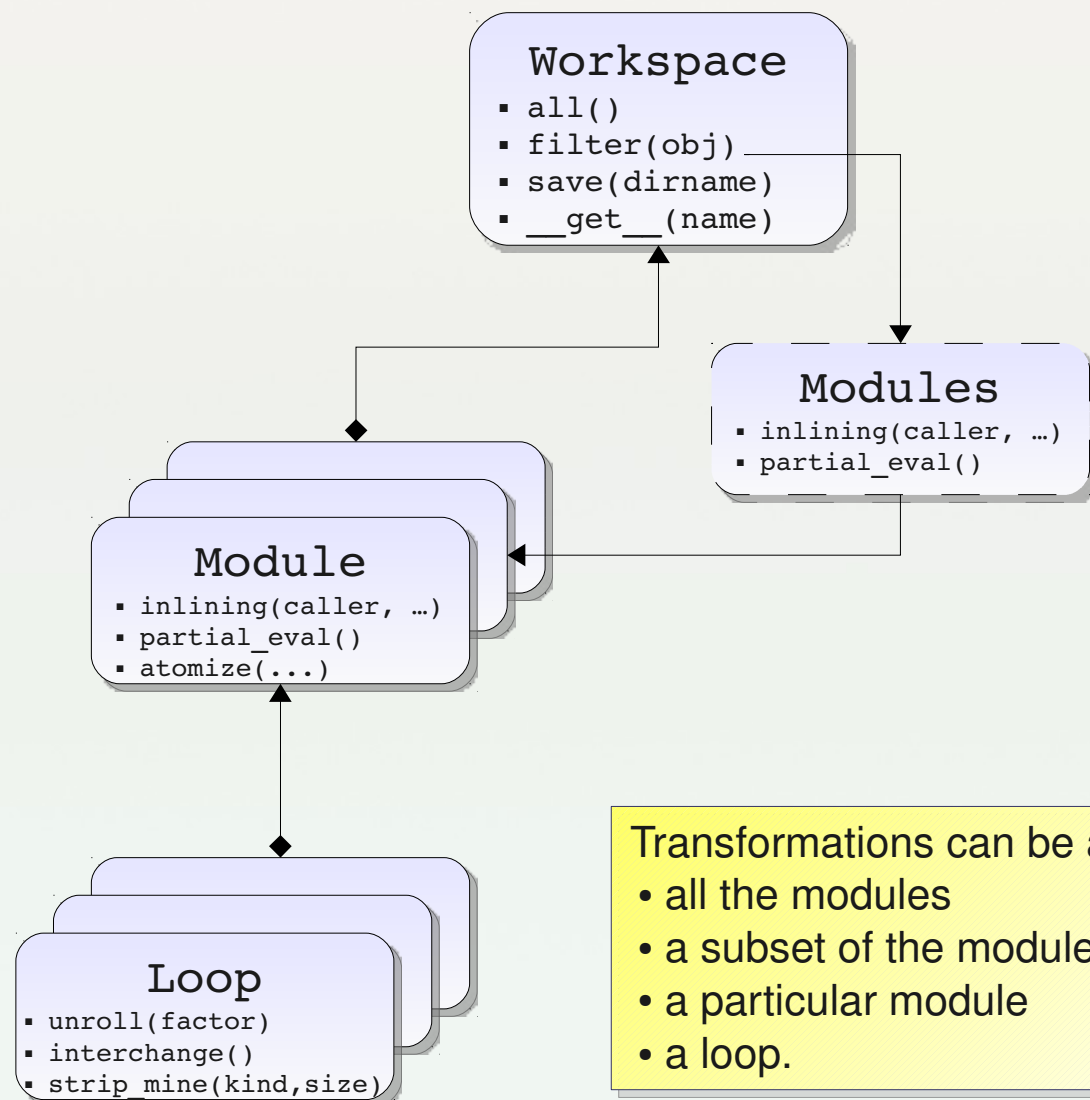 Workspace
▪ all()
▪ filter(obj)
▪ save(dirname)
▪ __get__(name)
Modules
▪ inlining(caller, …)
▪ partial_eval()
Module
▪ inlining(caller, …)
▪ partial_eval()
▪ atomize(...)
Loop
▪ unroll(factor)
▪ interchange()
▪ strip_mine(kind,size)
Transformations can be
• all the modules
• a subset of the module
• a particular module
• a loop.